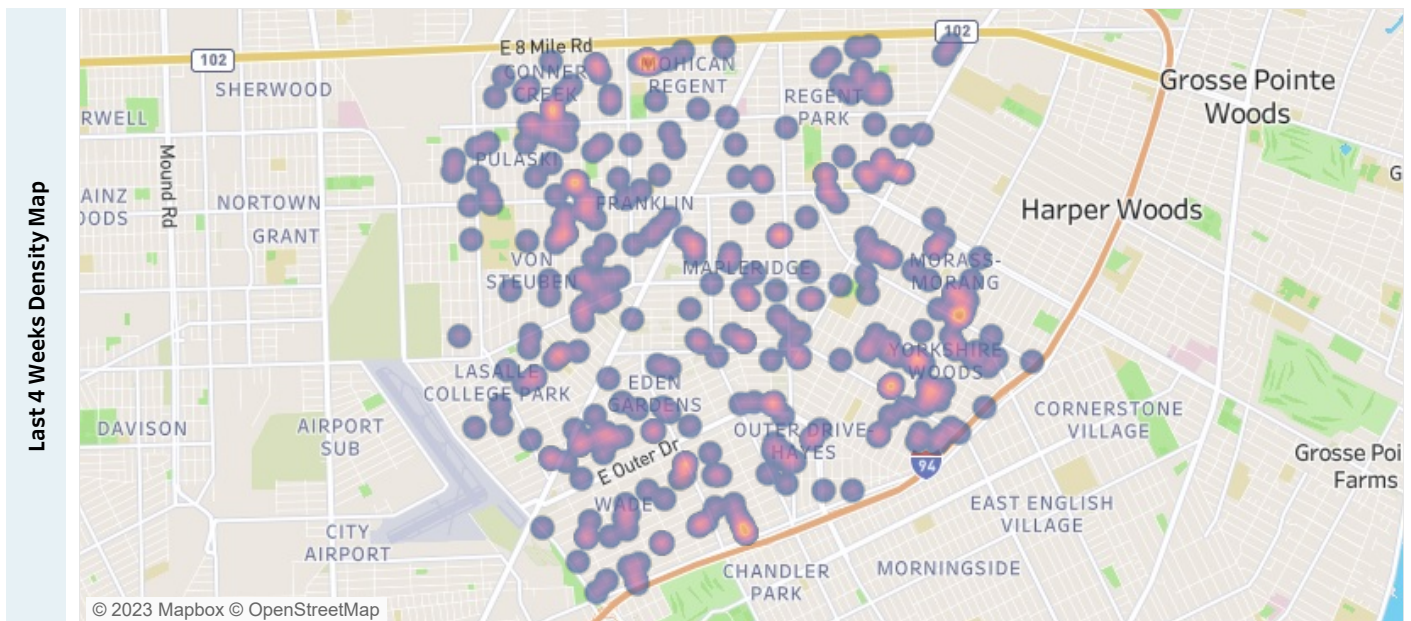 Last 4 Weeks Density Map
102
102
E 8 Mile Rd
CONNER
CREEK
MOHICAN
REGENT
SHERWOOD
REGENT
PARK
Grosse Pointe
Woods
RWELL
Mound Rd
PULASKI
AINZ
OODS
NORTOWN
FRANKLIN
Harper Woods
G
GRANT
VON
STEUBEN
MAPLERIDGE
MORASS-
MORANG
YORKSHIRE
WOODS
LASALLE
COLLEGE PARK
EDEN
GARDENS
CORNERSTONE
VILLAGE
DAVISON
AIRPORT
SUB
OUTER DRIVE-
HAYES
E Outer Dr
94
Grosse Poi
Farms
WADE
EAST ENGLISH
VILLAGE
CITY
AIRPORT
CHANDLER
PARK
MORNINGSIDE
© 2023 Mapbox © OpenStreetMap